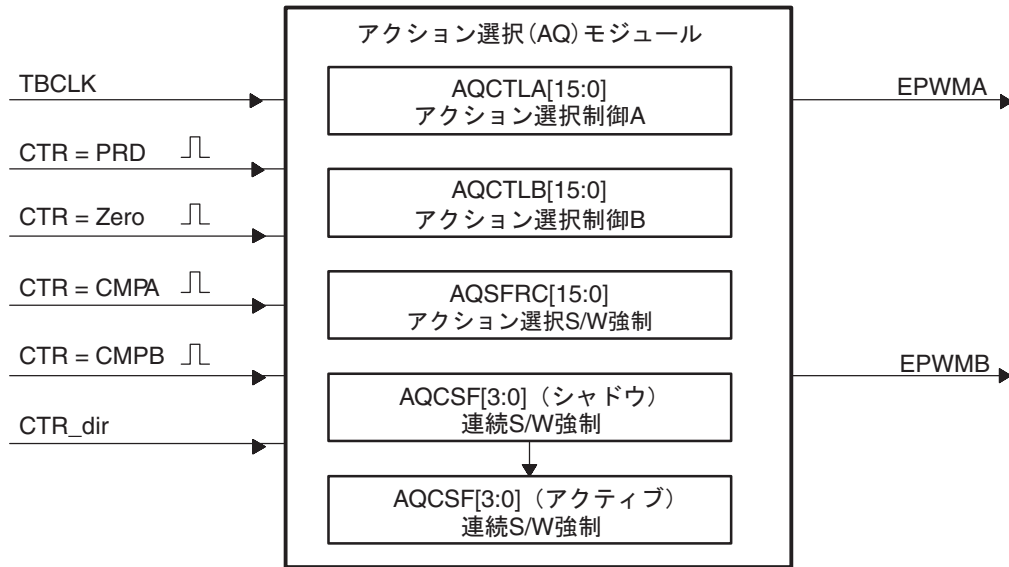 アクション選択(AQ)モジュール
TBCLK
CTR = PRD
CTR = Zero
CTR = CMPA
CTR = CMPB
CTR_dir
AQCTLA[15:0]
アクション選択制御A
AQCTLB[15:0]
アクション選択制御B
AQSFRC[15:0]
アクション選択S/W強制
AQCSF[3:0]（シャドウ）
連続S/W強制
AQCSF[3:0]（アクティブ）
連続S/W強制
EPWMA
EPWMB